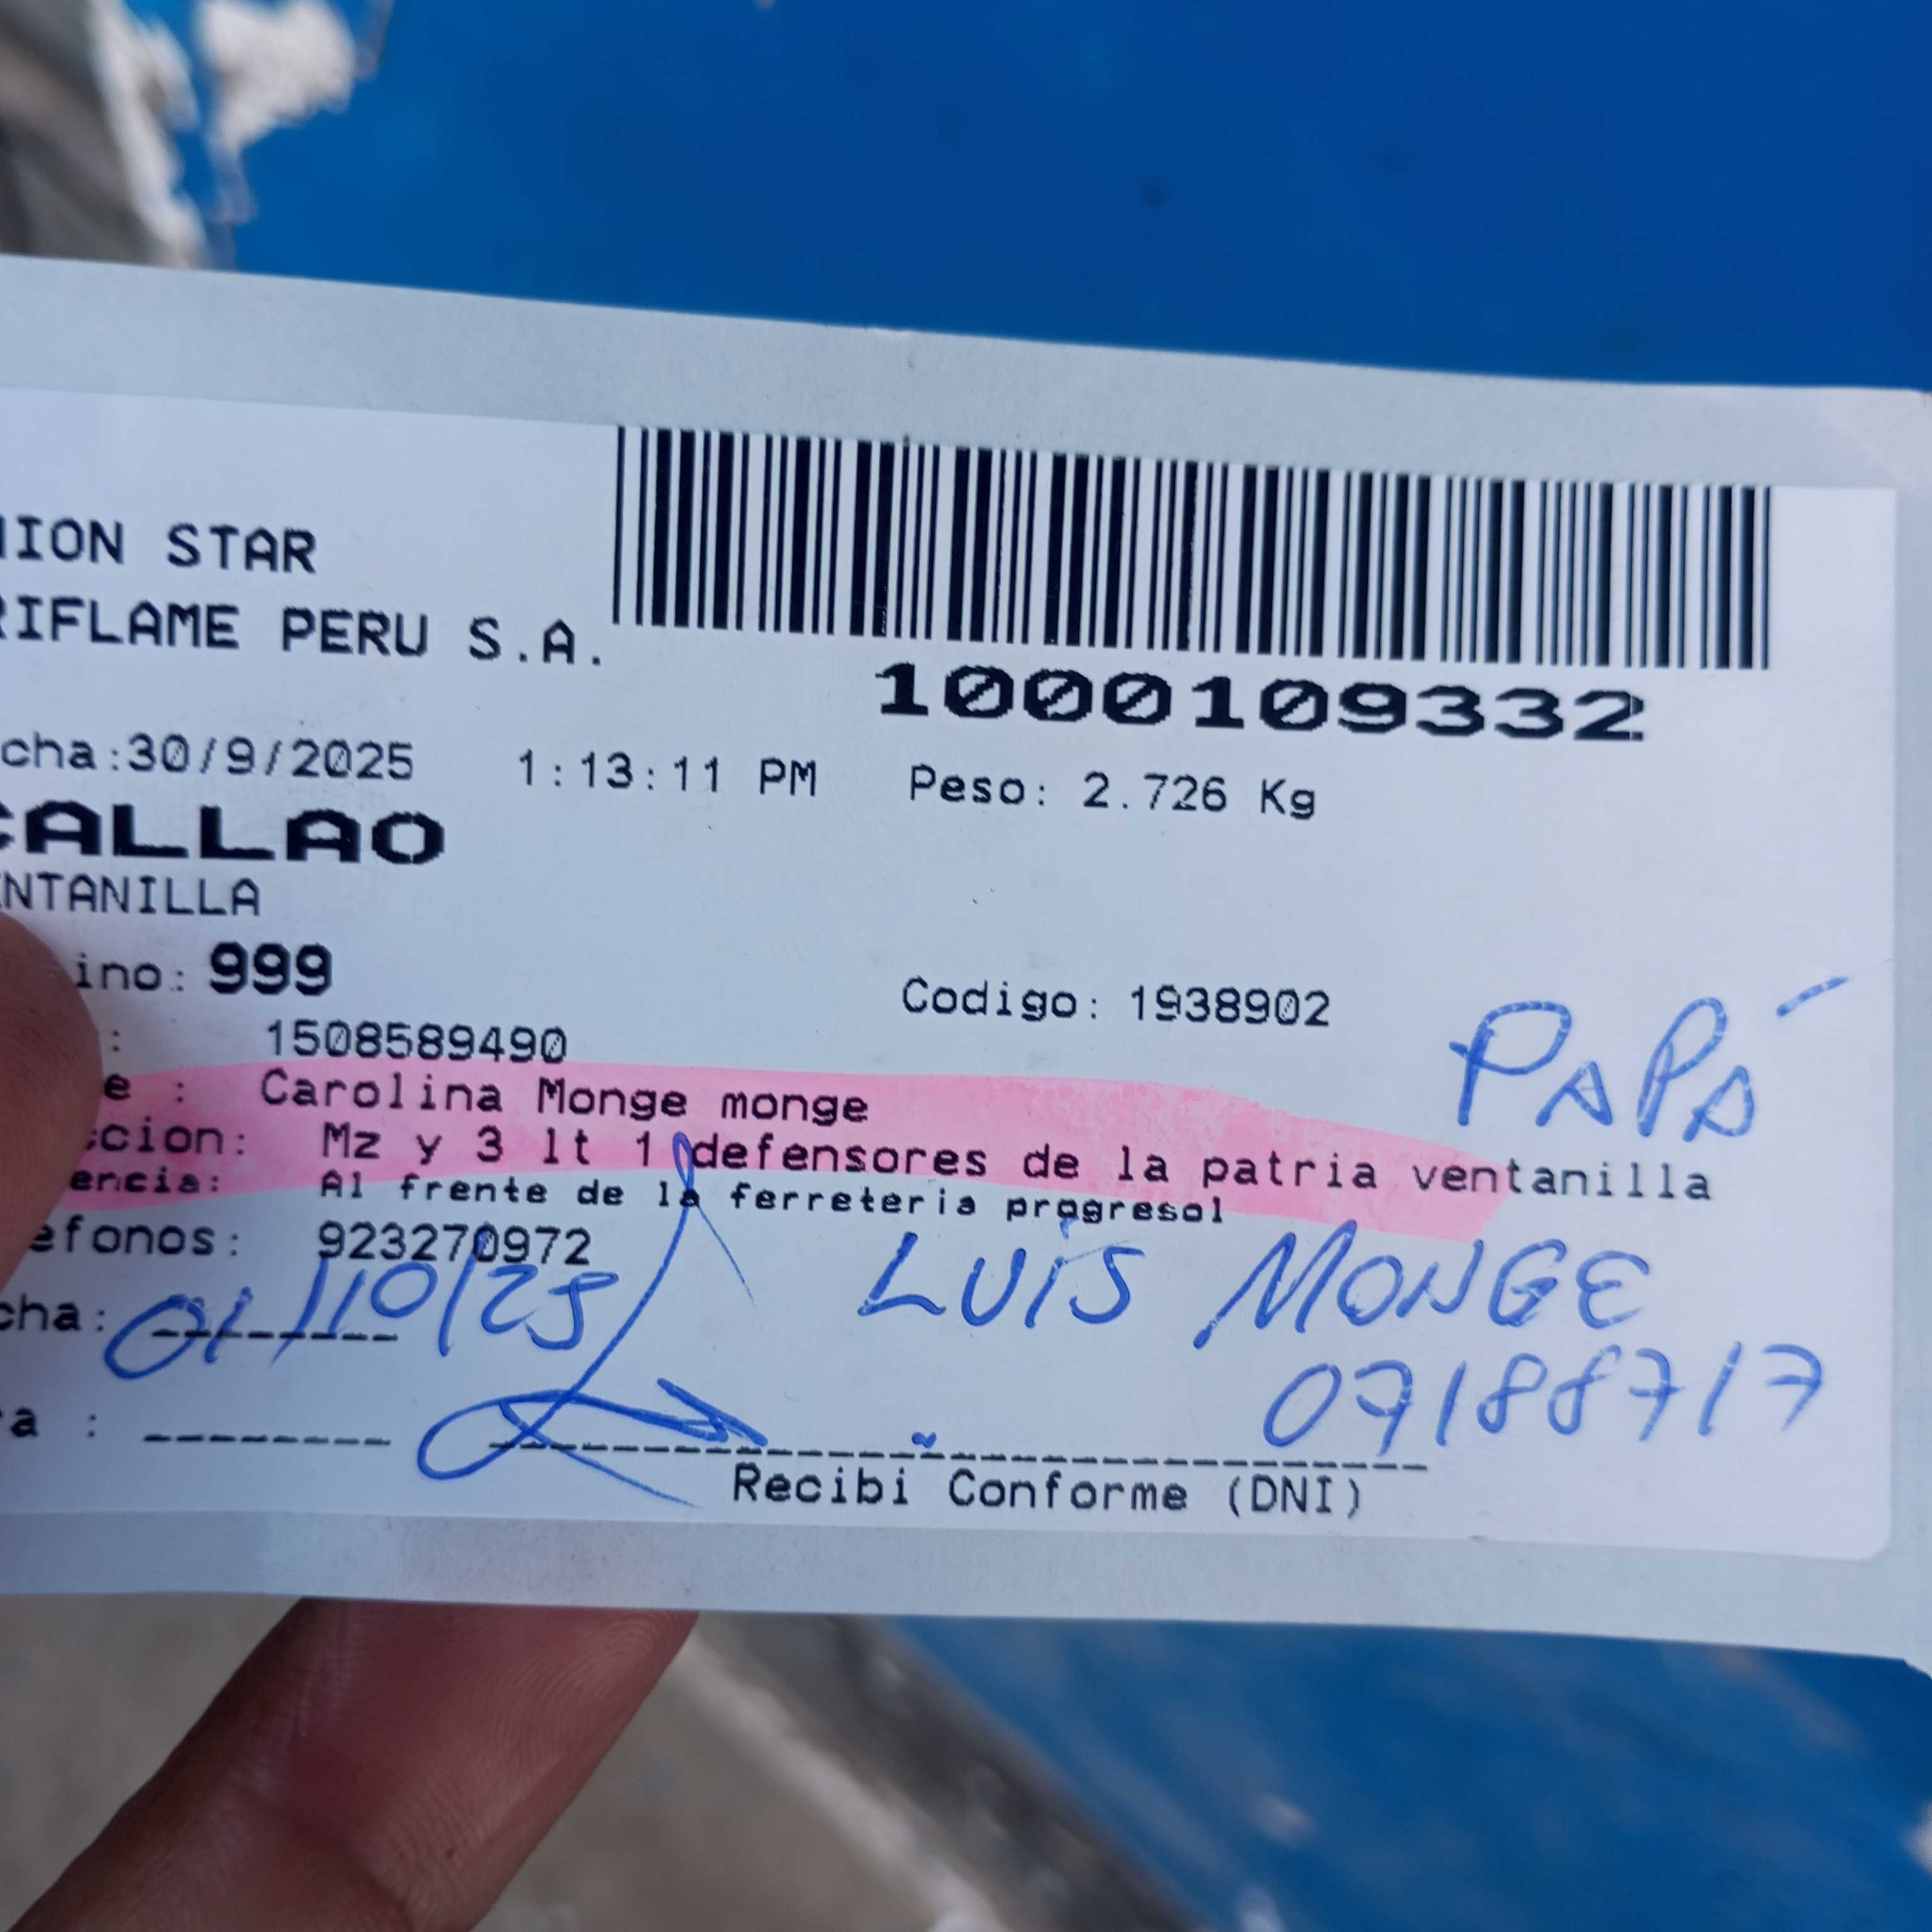 NION STAR
RIFLAME PERU S.A.
1000109332
cha:30/9/2025 1:13:11 PM Peso: 2.726 Kg
CALLAO
NTANILLA
ino: 999 Codigo: 1938902
: 1508589490
PAPÁ
e : Carolina Monge monge
ccion: Mz y 3 lt 1 defensores de la patria ventanilla
encia: Al frente de la ferreteria progresol
efonos: 923270972
LUIS MONGE
cha: 01/10/25
07188717
a :
Recibi Conforme (DNI)